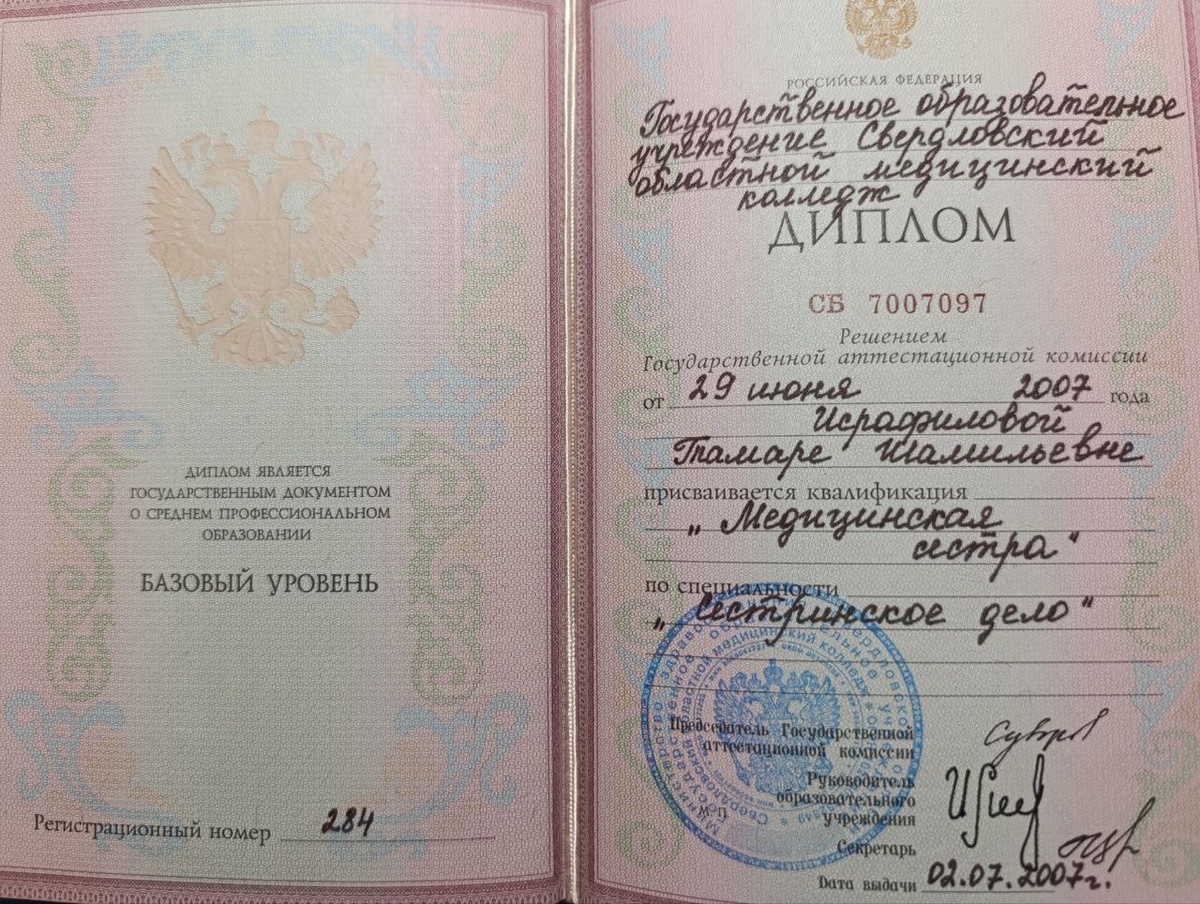 ДИПЛОМ ЯВЛЯЕТСЯ
ГОСУДАРСТВЕННЫМ ДОКУМЕНТОМ
О СРЕДНЕМ ПРОФЕССИОНАЛЬНОМ
ОБРАЗОВАНИИ
БАЗОВЫЙ УРОВЕНЬ
Регистрационный номер 284
РОССИЙСКАЯ ФЕДЕРАЦИЯ
Государственное образовательное
учреждение Свердловский
областной медицинский
колледж
ДИПЛОМ
СБ 7007097
Решением
Государственной аттестационной комиссии
от 29 июня 2007 года
Исрафиловой
Тамаре Шамильевне
присваивается квалификация
„Медицинская
сестра"
по специальности
„Сестринское дело"
Председатель Государственной
аттестационной комиссии
Руководитель
образовательного
учреждения
М.П.
Секретарь
Дата выдачи 02.07.2007г.